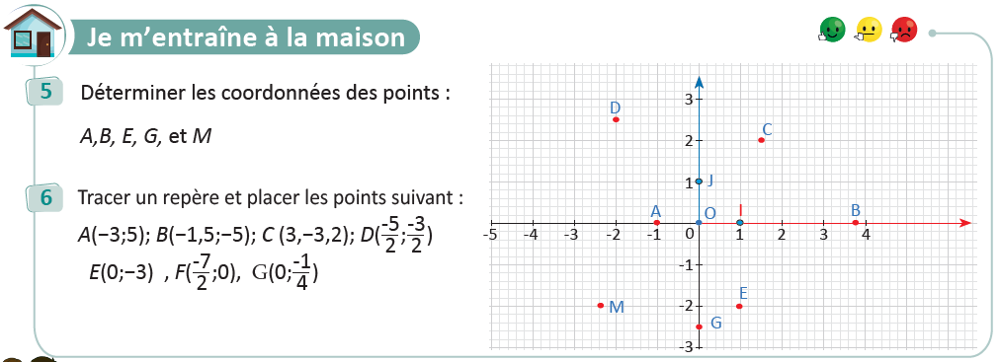 Je m’entraîne à la maison
5 Déterminer les coordonnées des points :
A,B, E, G, et M
6 Tracer un repère et placer les points suivant :
A(−3;5); B(−1,5;−5); C (3,−3,2); D(-5/2;-3/2)
E(0;−3) , F(-7/2;0), G(0;-1/4)
3
D
C
2
1 J
A O I B
-5 -4 -3 -2 -1 0 1 2 3 4
-1
E
-2
M
G
-3